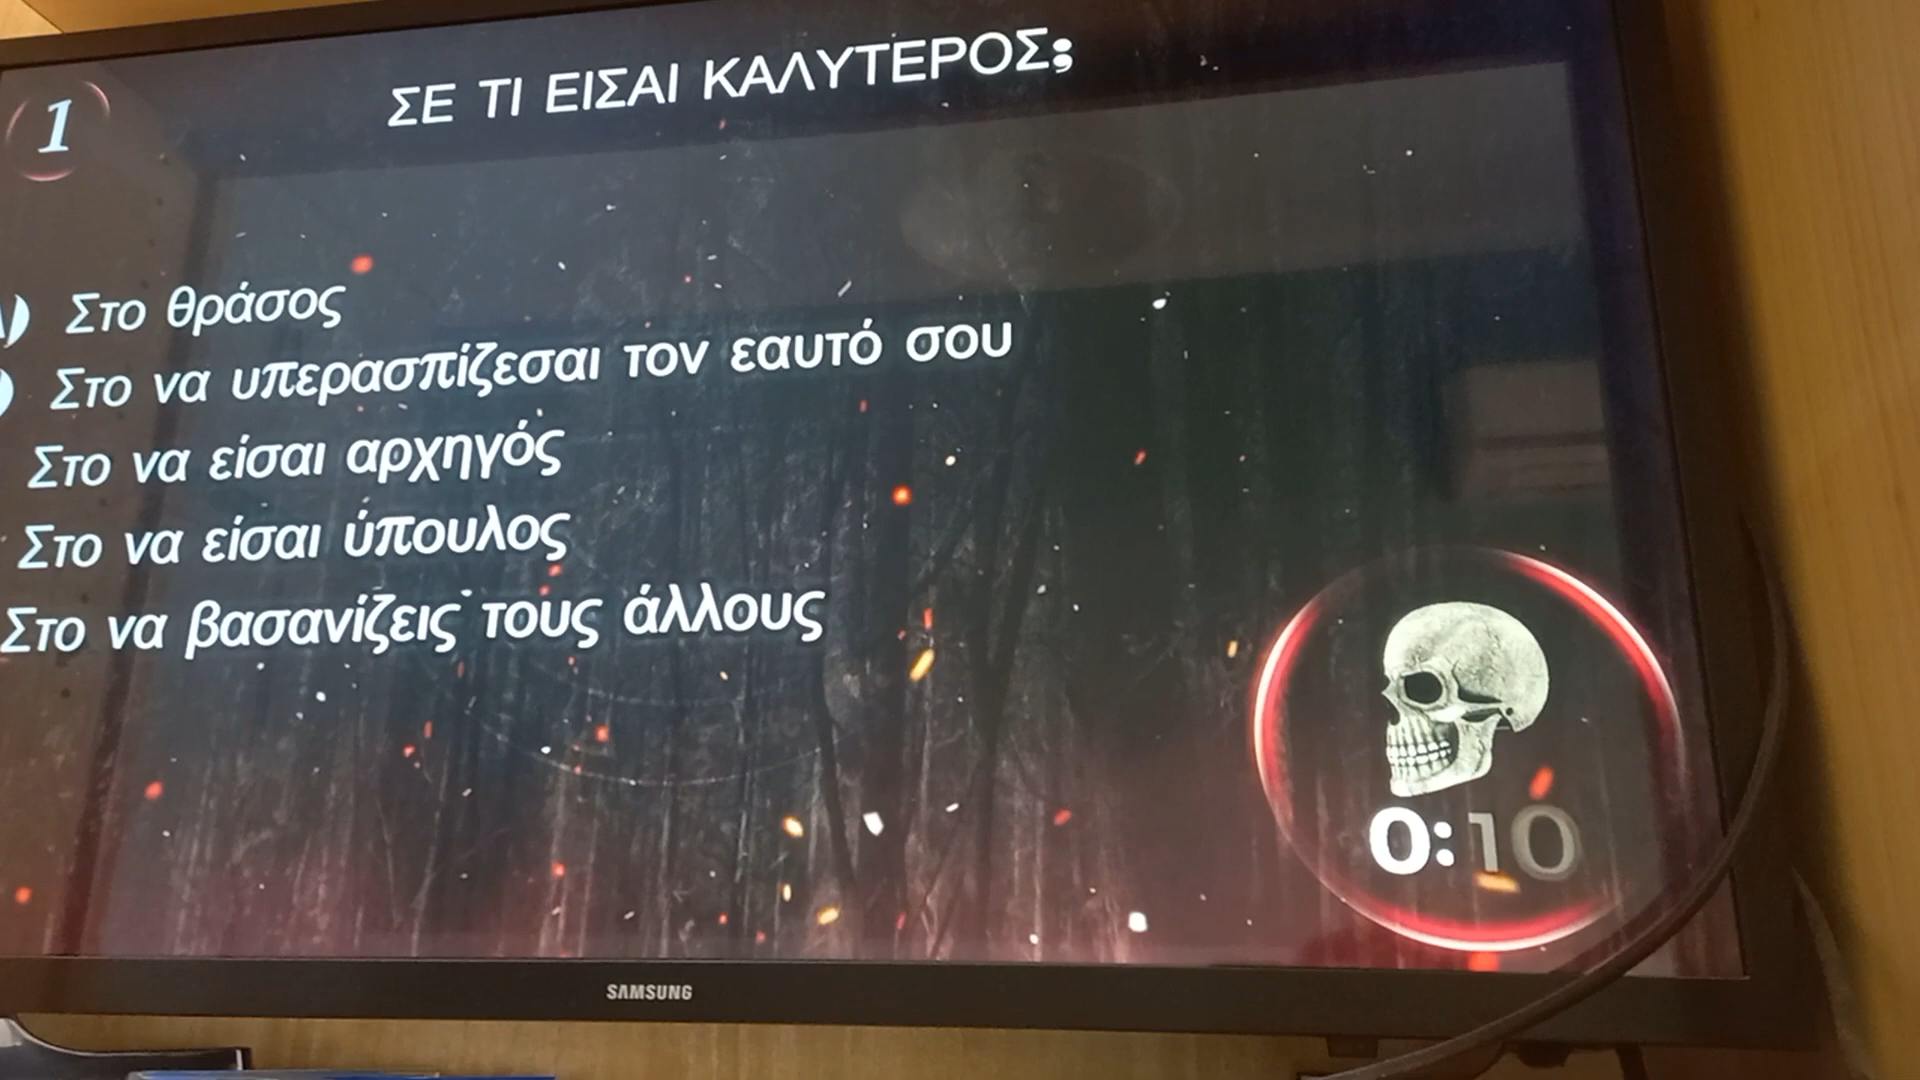 1
ΣΕ ΤΙ ΕΙΣΑΙ ΚΑΛΥΤΕΡΟΣ;
Στο θράσος
Στο να υπερασπίζεσαι τον εαυτό σου
Στο να είσαι αρχηγός
Στο να είσαι ύπουλος
Στο να βασανίζεις τους άλλους
0:10
SAMSUNG